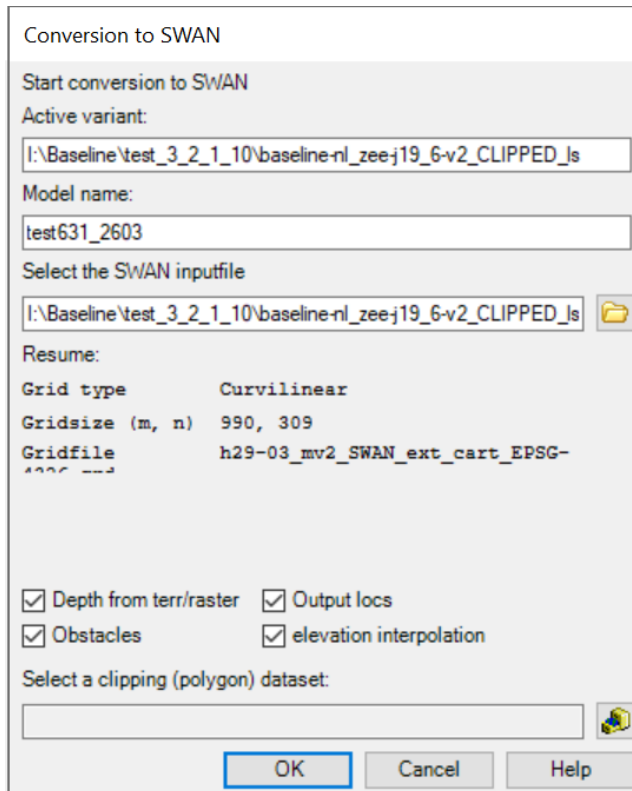 Conversion to SWAN
Start conversion to SWAN
Active variant:
I:\Baseline\test_3_2_1_10\baseline-nl_zee-j19_6-v2_CLIPPED_ls
Model name:
test631_2603
Select the SWAN inputfile
I:\Baseline\test_3_2_1_10\baseline-nl_zee-j19_6-v2_CLIPPED_ls
Resume:
Grid type Curvilinear
Gridsize (m, n) 990, 309
Gridfile h29-03_mv2_SWAN_ext_cart_EPSG-
Depth from terr/raster Output locs
Obstacles elevation interpolation
Select a clipping (polygon) dataset:
OK Cancel Help